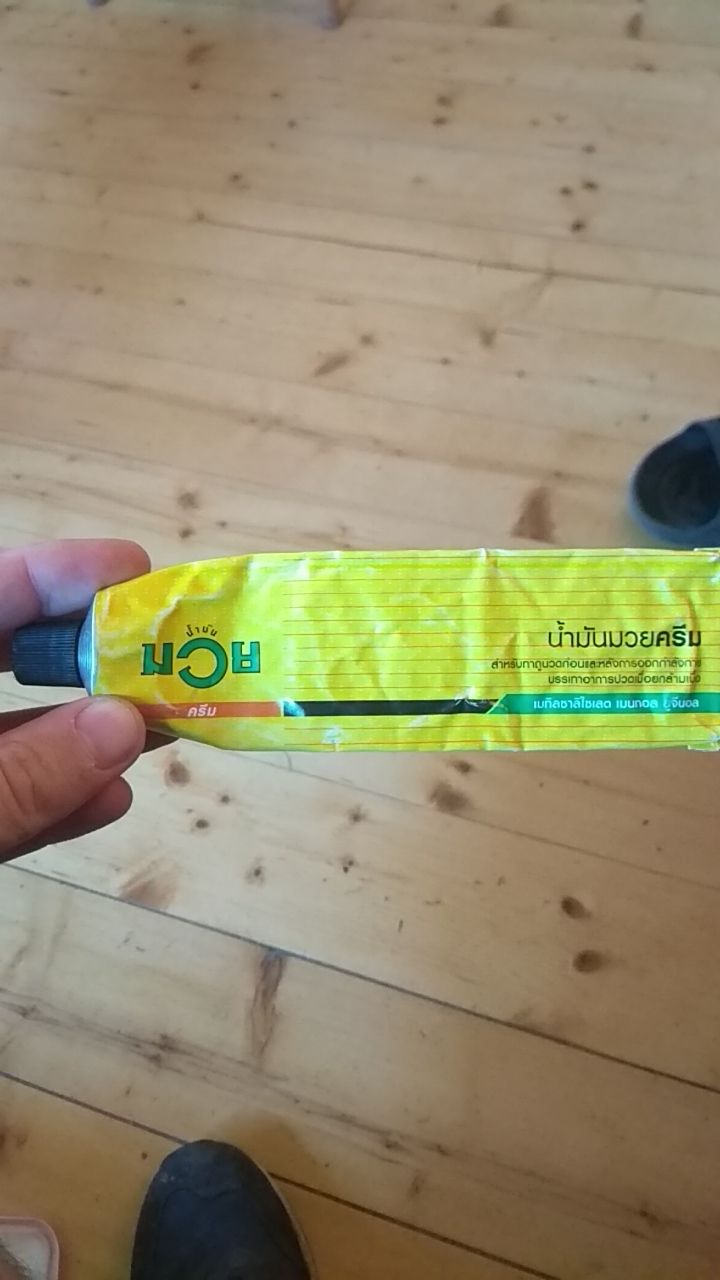 น้ำมัน
มวย
ครีม
น้ำมันมวยครีม
สำหรับทาถูนวดก่อนและหลังการออกกำลังกาย
บรรเทาอาการปวดเมื่อยกล้ามเนื้อ
เมทิลซาลิไซเลต เมนทอล ยูจีนอล